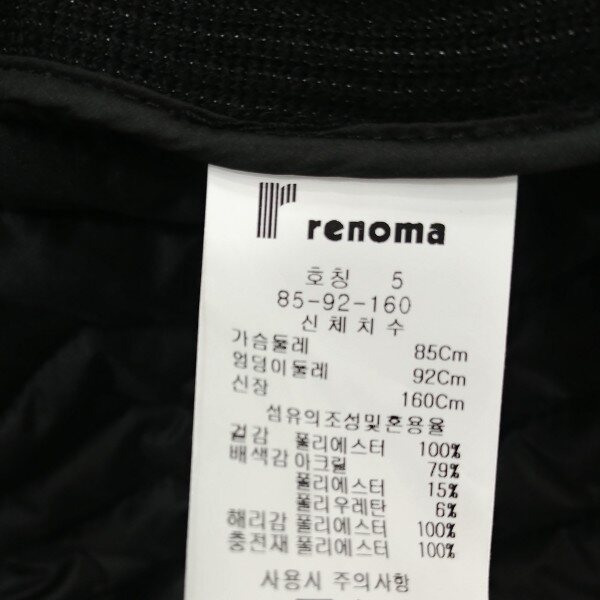 renoma
호칭 5
85-92-160
신체치수
가슴둘레 85Cm
엉덩이둘레 92Cm
신장 160Cm
섬유의조성및혼용율
겉감 폴리에스터 100%
배색감 아크릴 79%
폴리에스터 15%
폴리우레탄 6%
해리감 폴리에스터 100%
충전재 폴리에스터 100%
사용시 주의사항